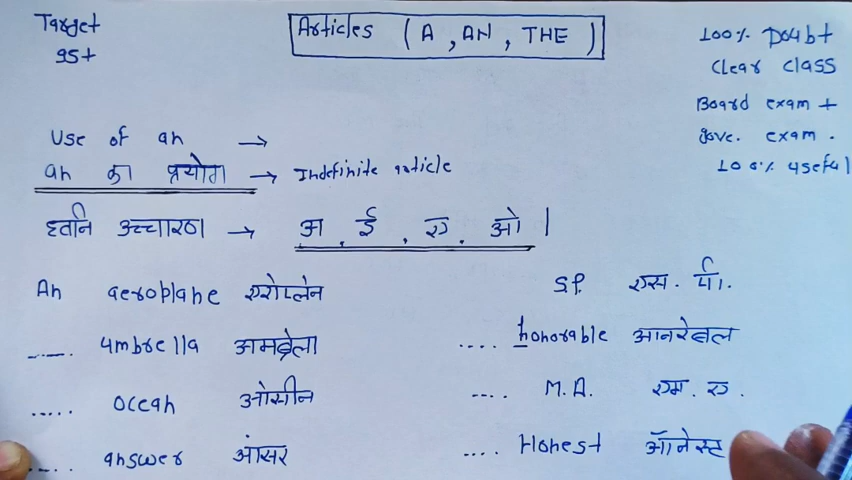 Target
95+
Articles ( A , AN , THE )
100% Doubt
Clear class
Board exam +
Gove. exam .
100% useful
Use of an →
an का प्रयोग → Indefinite article
ध्वनि उच्चारण → अ , ई , ए , ओ |
An aeroplane एरोप्लेन
..... umbrella अमब्रेला
..... ocean ओसीन
..... answer आंसर
S.P. एस. पी.
.... honorable आनरेबल
.... M.A. एम. ए.
.... Honest ऑनेस्ट